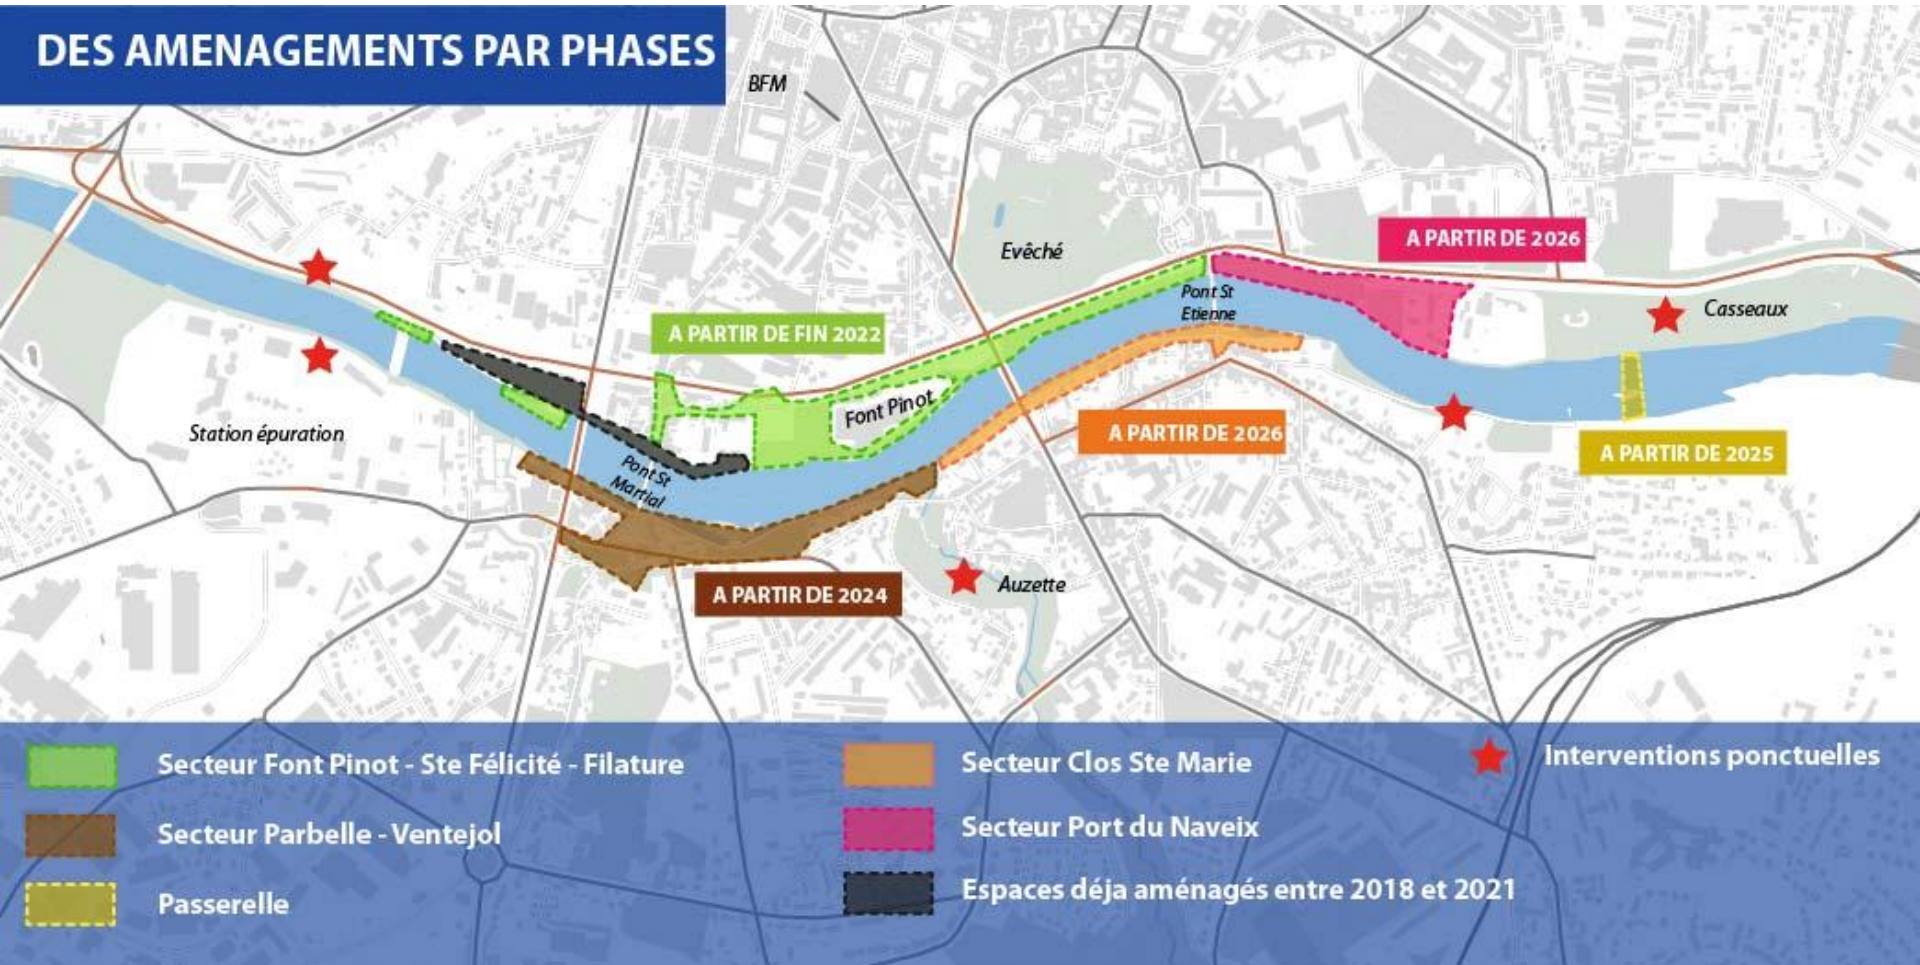 DES AMENAGEMENTS PAR PHASES
BFM
Evêché
A PARTIR DE 2026
Pont St
Etienne
Casseaux
A PARTIR DE FIN 2022
Font Pinot
Station épuration
A PARTIR DE 2026
A PARTIR DE 2025
Pont St
Martial
Auzette
A PARTIR DE 2024
Secteur Font Pinot - Ste Félicité - Filature
Secteur Parbelle - Ventejol
Passerelle
Secteur Clos Ste Marie
Secteur Port du Naveix
Espaces déja aménagés entre 2018 et 2021
Interventions ponctuelles